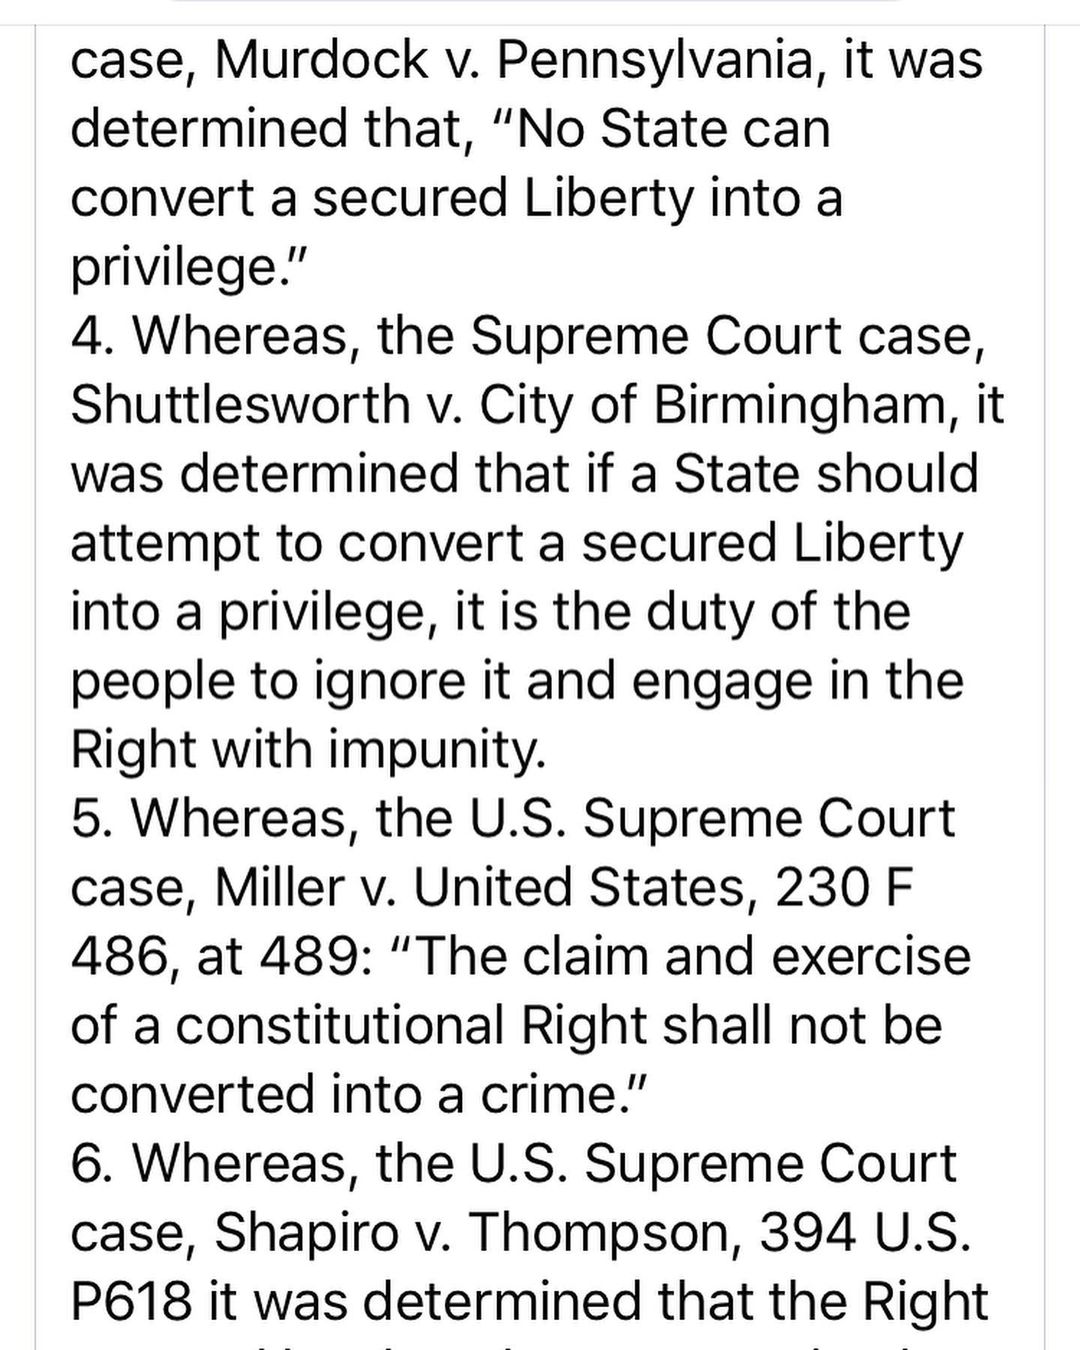 case, Murdock v. Pennsylvania, it was
determined that, “No State can
convert a secured Liberty into a
privilege.”
4. Whereas, the Supreme Court case,
Shuttlesworth v. City of Birmingham, it
was determined that if a State should
attempt to convert a secured Liberty
into a privilege, it is the duty of the
people to ignore it and engage in the
Right with impunity.
5. Whereas, the U.S. Supreme Court
case, Miller v. United States, 230 F
486, at 489: “The claim and exercise
of a constitutional Right shall not be
converted into a crime.”
6. Whereas, the U.S. Supreme Court
case, Shapiro v. Thompson, 394 U.S.
P618 it was determined that the Right